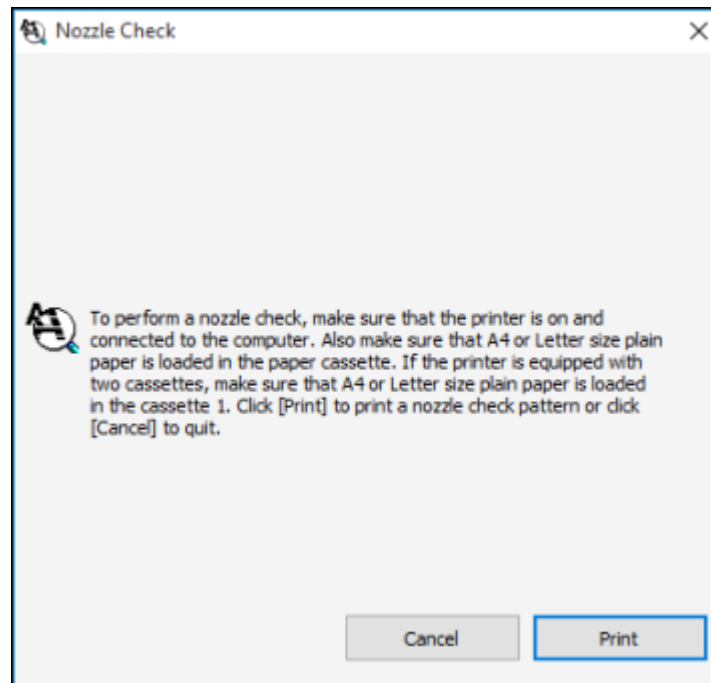 Nozzle Check
To perform a nozzle check, make sure that the printer is on and
connected to the computer. Also make sure that A4 or Letter size plain
paper is loaded in the paper cassette. If the printer is equipped with
two cassettes, make sure that A4 or Letter size plain paper is loaded
in the cassette 1. Click [Print] to print a nozzle check pattern or click
[Cancel] to quit.
Cancel Print